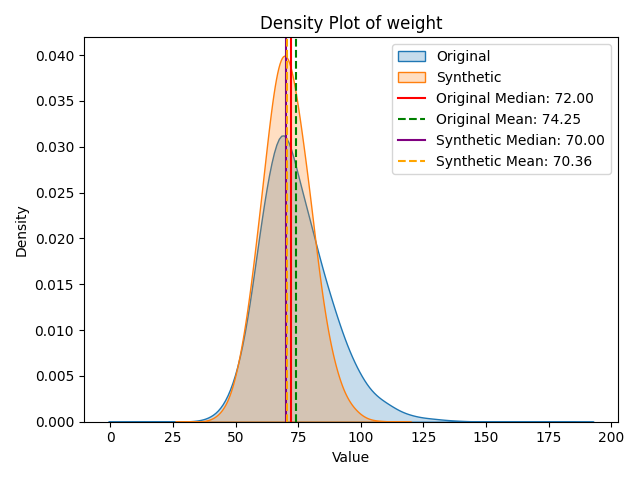 Density Plot of weight
Original
Synthetic
Original Median: 72.00
Original Mean: 74.25
Synthetic Median: 70.00
Synthetic Mean: 70.36
Density
0.040
0.035
0.030
0.025
0.020
0.015
0.010
0.005
0.000
0 25 50 75 100 125 150 175 200
Value